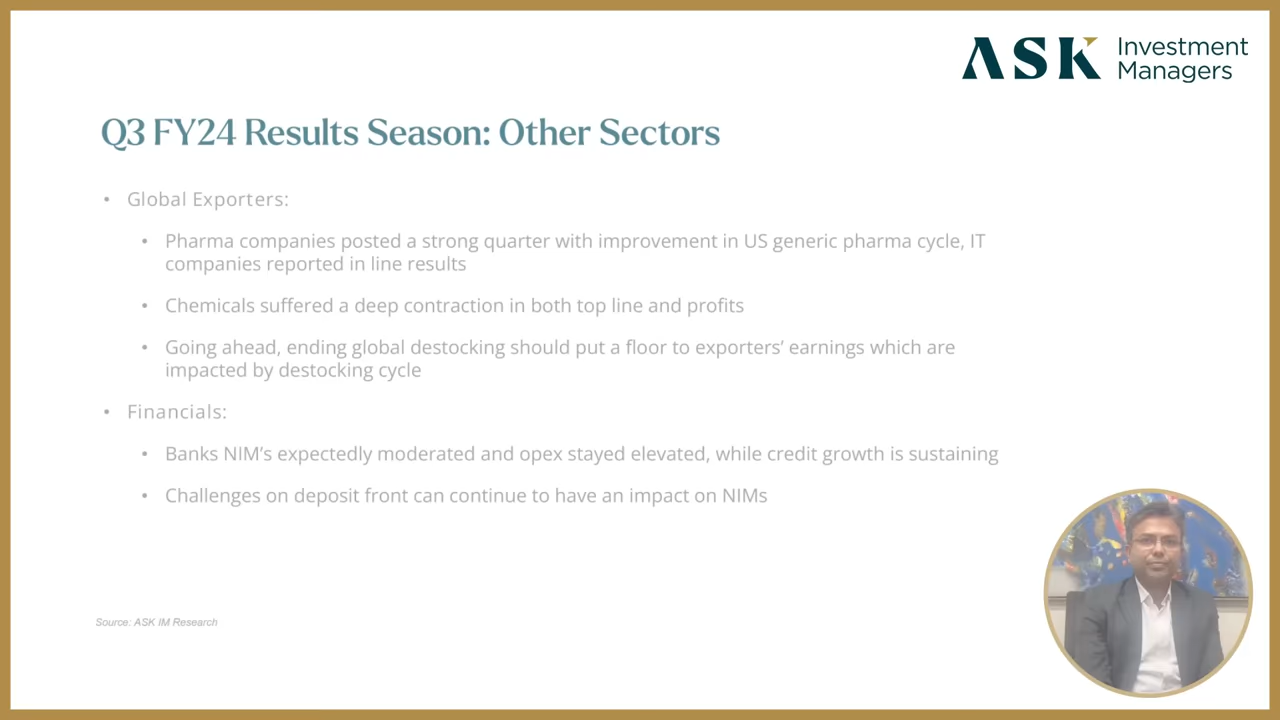 ASK Investment
Managers
Q3 FY24 Results Season: Other Sectors
• Global Exporters:
• Pharma companies posted a strong quarter with improvement in US generic pharma cycle, IT
companies reported in line results
• Chemicals suffered a deep contraction in both top line and profits
• Going ahead, ending global destocking should put a floor to exporters’ earnings which are
impacted by destocking cycle
• Financials:
• Banks NIM’s expectedly moderated and opex stayed elevated, while credit growth is sustaining
• Challenges on deposit front can continue to have an impact on NIMs
Source: ASK IM Research